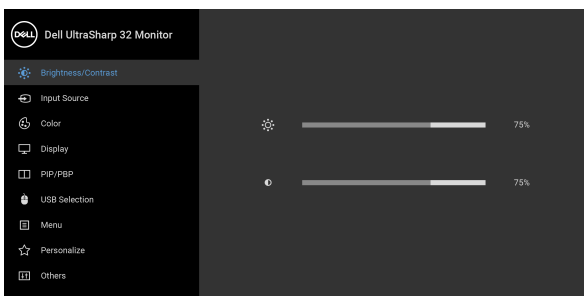 DELL
Dell UltraSharp 32 Monitor
Brightness/Contrast
Input Source
Color
75%
Display
PIP/PBP
75%
USB Selection
Menu
Personalize
Others